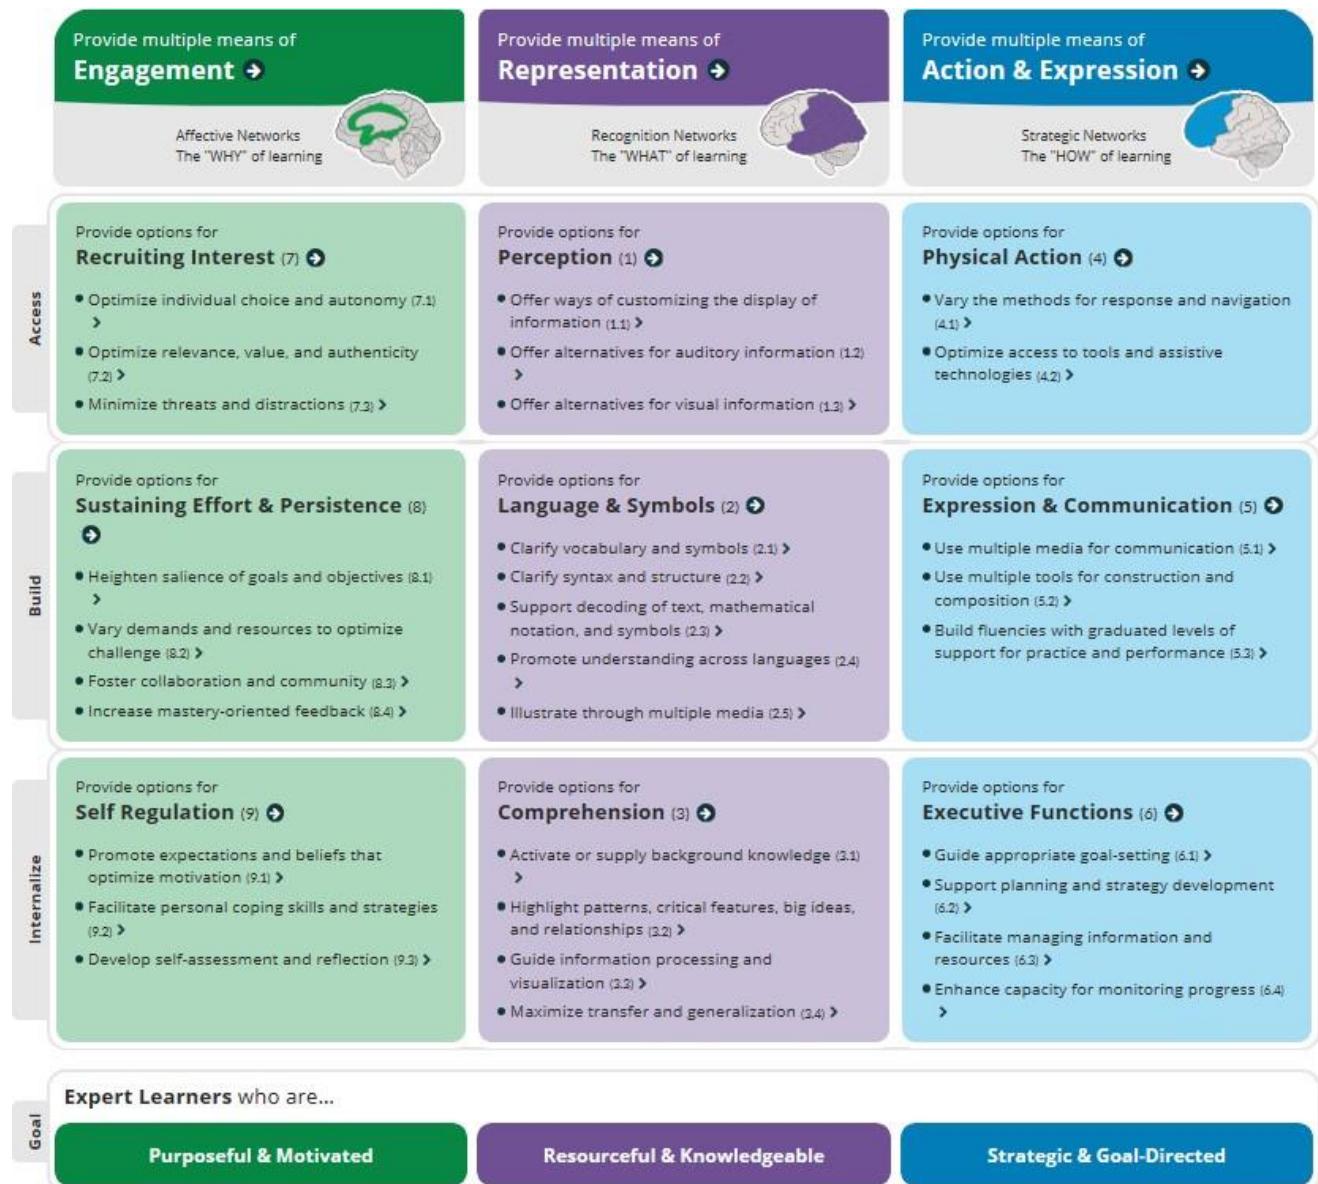 Provide multiple means of
Engagement
Affective Networks
The "WHY" of learning
Provide multiple means of
Representation
Recognition Networks
The "WHAT" of learning
Provide multiple means of
Action & Expression
Strategic Networks
The "HOW" of learning
Access
Provide options for
Recruiting Interest (7)
• Optimize individual choice and autonomy (7.1)
• Optimize relevance, value, and authenticity
(7.2)
• Minimize threats and distractions (7.3)
Provide options for
Perception (1)
• Offer ways of customizing the display of
information (1.1)
• Offer alternatives for auditory information (1.2)
• Offer alternatives for visual information (1.3)
Provide options for
Physical Action (4)
• Vary the methods for response and navigation
(4.1)
• Optimize access to tools and assistive
technologies (4.2)
Build
Provide options for
Sustaining Effort & Persistence (8)
• Heighten salience of goals and objectives (8.1)
• Vary demands and resources to optimize
challenge (8.2)
• Foster collaboration and community (8.3)
• Increase mastery-oriented feedback (8.4)
Provide options for
Language & Symbols (2)
• Clarify vocabulary and symbols (2.1)
• Clarify syntax and structure (2.2)
• Support decoding of text, mathematical
notation, and symbols (2.3)
• Promote understanding across languages (2.4)
• Illustrate through multiple media (2.5)
Provide options for
Expression & Communication (5)
• Use multiple media for communication (5.1)
• Use multiple tools for construction and
composition (5.2)
• Build fluencies with graduated levels of
support for practice and performance (5.3)
Internalize
Provide options for
Self Regulation (9)
• Promote expectations and beliefs that
optimize motivation (9.1)
• Facilitate personal coping skills and strategies
(9.2)
• Develop self-assessment and reflection (9.3)
Provide options for
Comprehension (3)
• Activate or supply background knowledge (3.1)
• Highlight patterns, critical features, big ideas,
and relationships (3.2)
• Guide information processing and
visualization (3.3)
• Maximize transfer and generalization (3.4)
Provide options for
Executive Functions (6)
• Guide appropriate goal-setting (6.1)
• Support planning and strategy development
(6.2)
• Facilitate managing information and
resources (6.3)
• Enhance capacity for monitoring progress (6.4)
Goal
Expert Learners who are...
Purposeful & Motivated
Resourceful & Knowledgeable
Strategic & Goal-Directed